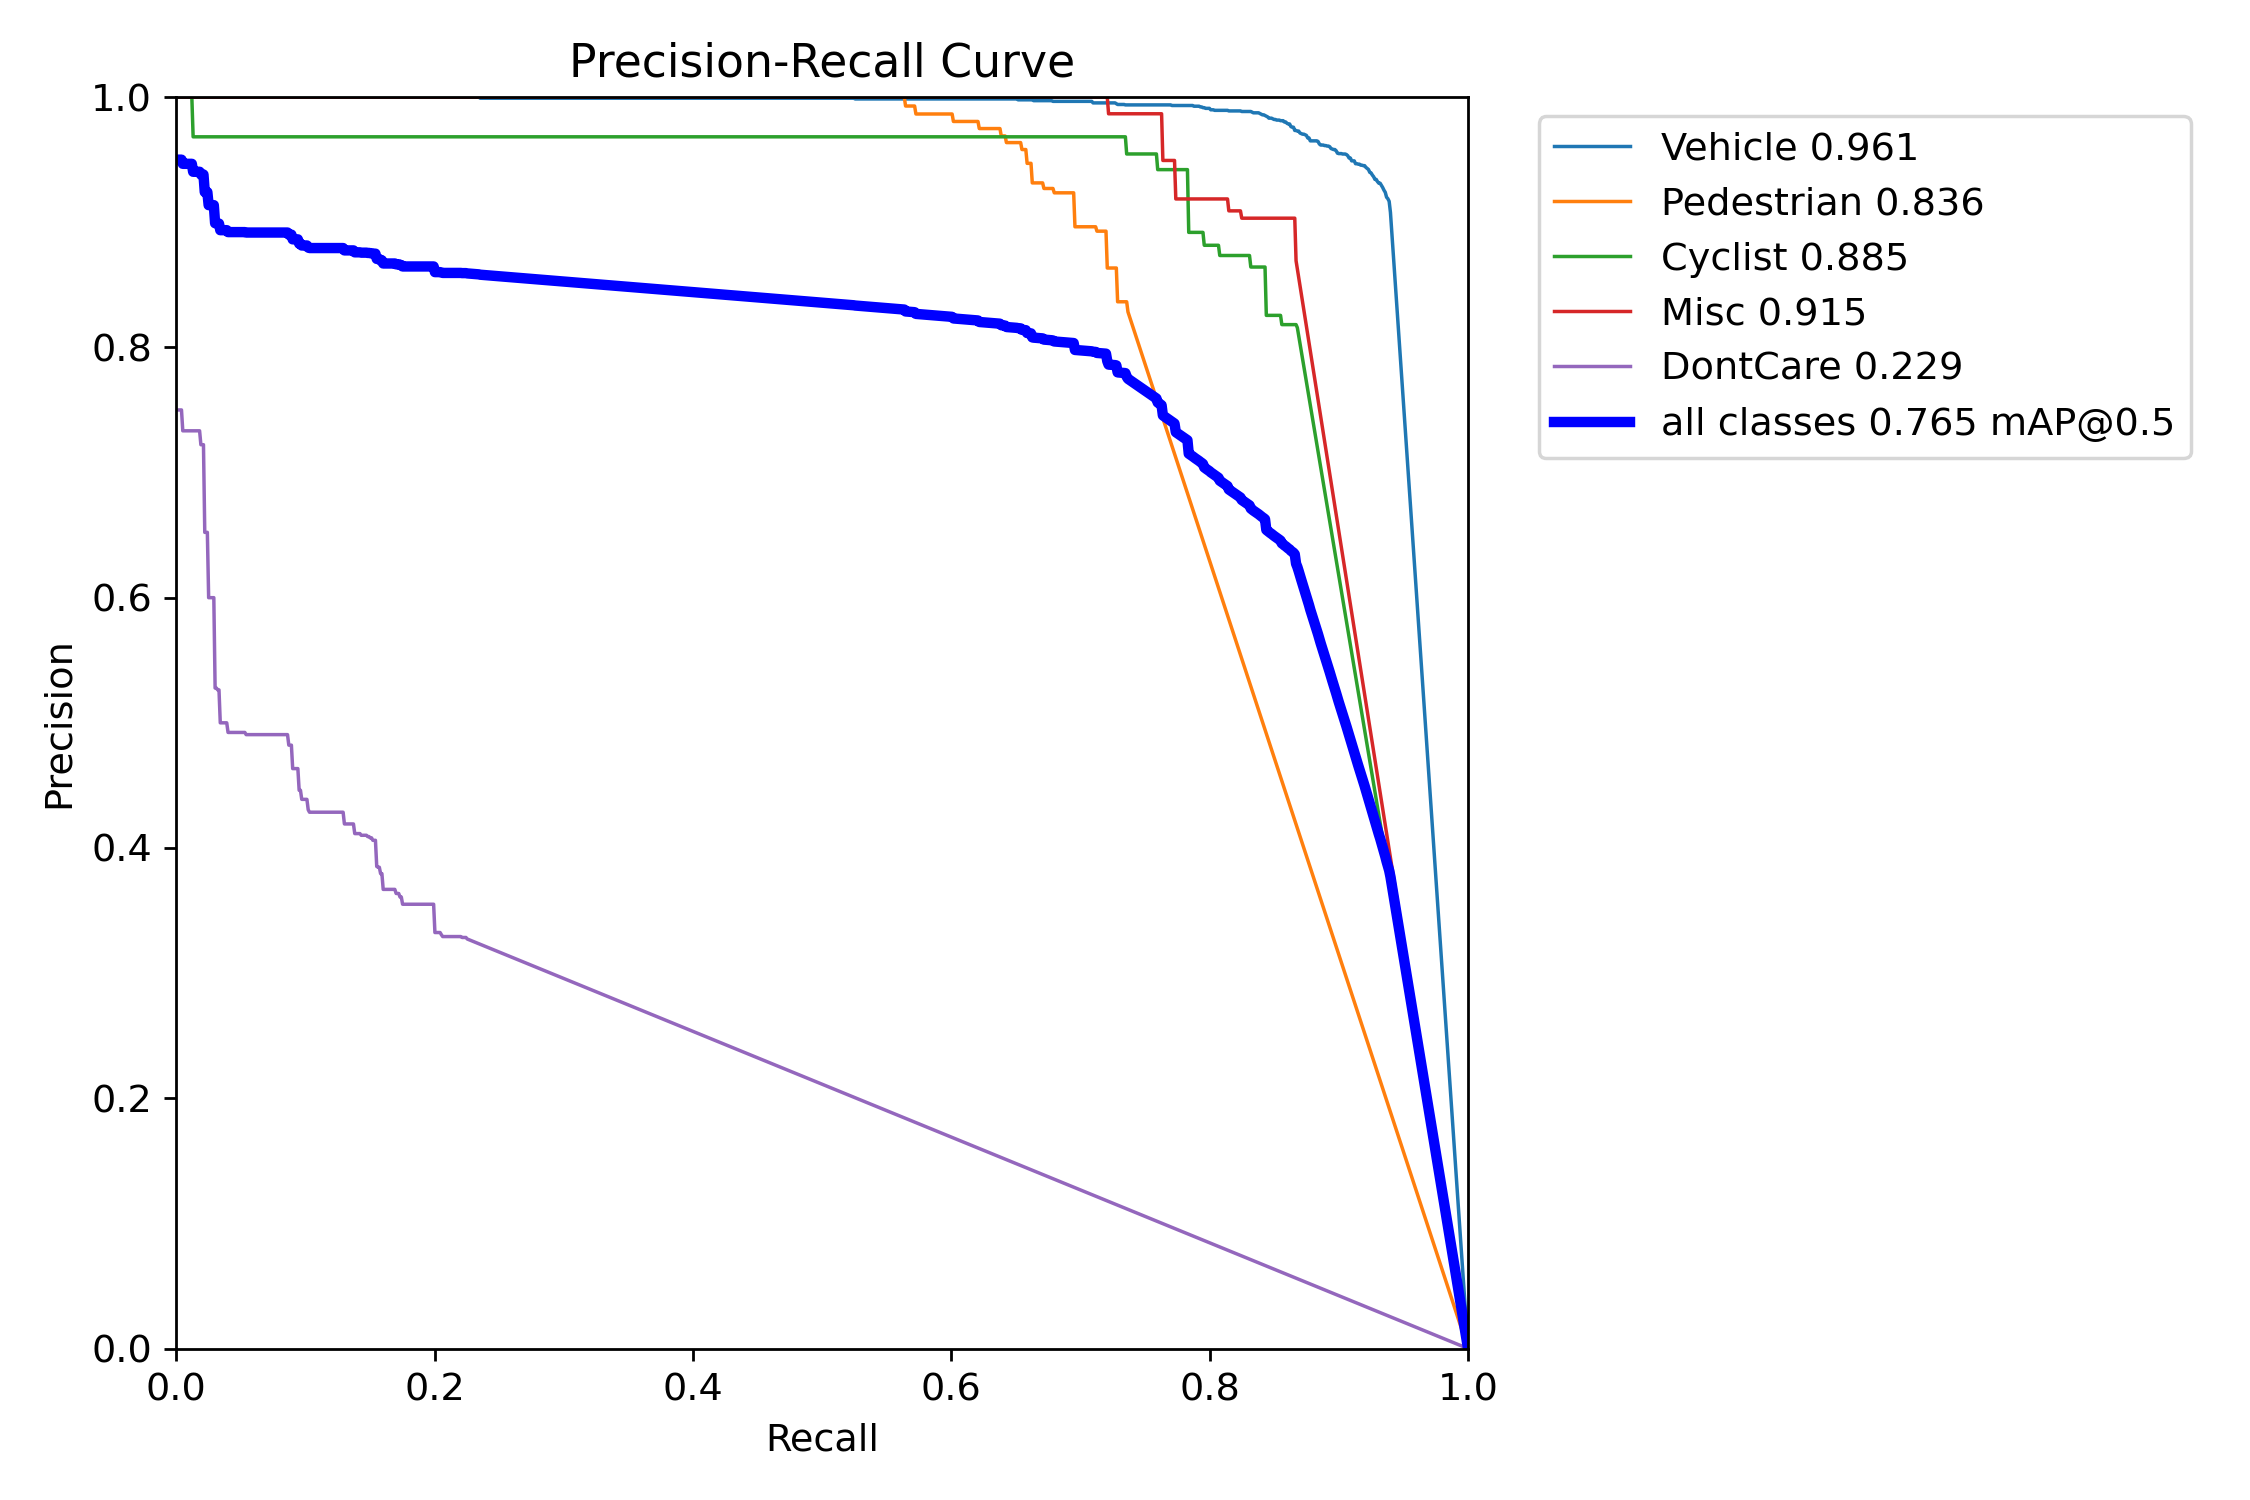 Precision-Recall Curve
1.0
0.8
0.6
0.4
0.2
0.0
Precision
0.0 0.2 0.4 0.6 0.8 1.0
Recall
Vehicle 0.961
Pedestrian 0.836
Cyclist 0.885
Misc 0.915
DontCare 0.229
all classes 0.765 mAP@0.5